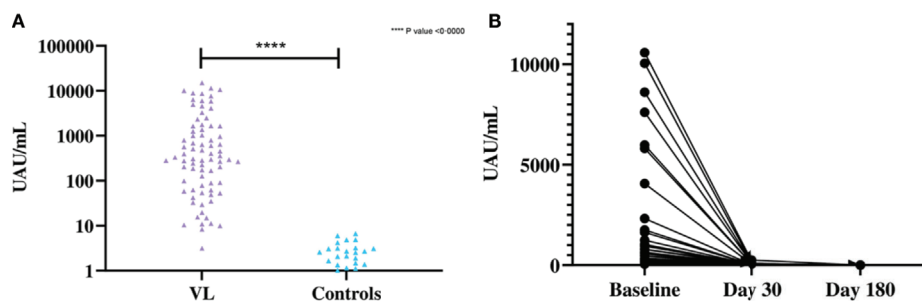 A
**** P value <0·0000
****
100000
10000
1000
100
10
1
UAU/mL
VL Controls
B
10000
5000
0
UAU/mL
Baseline Day 30 Day 180